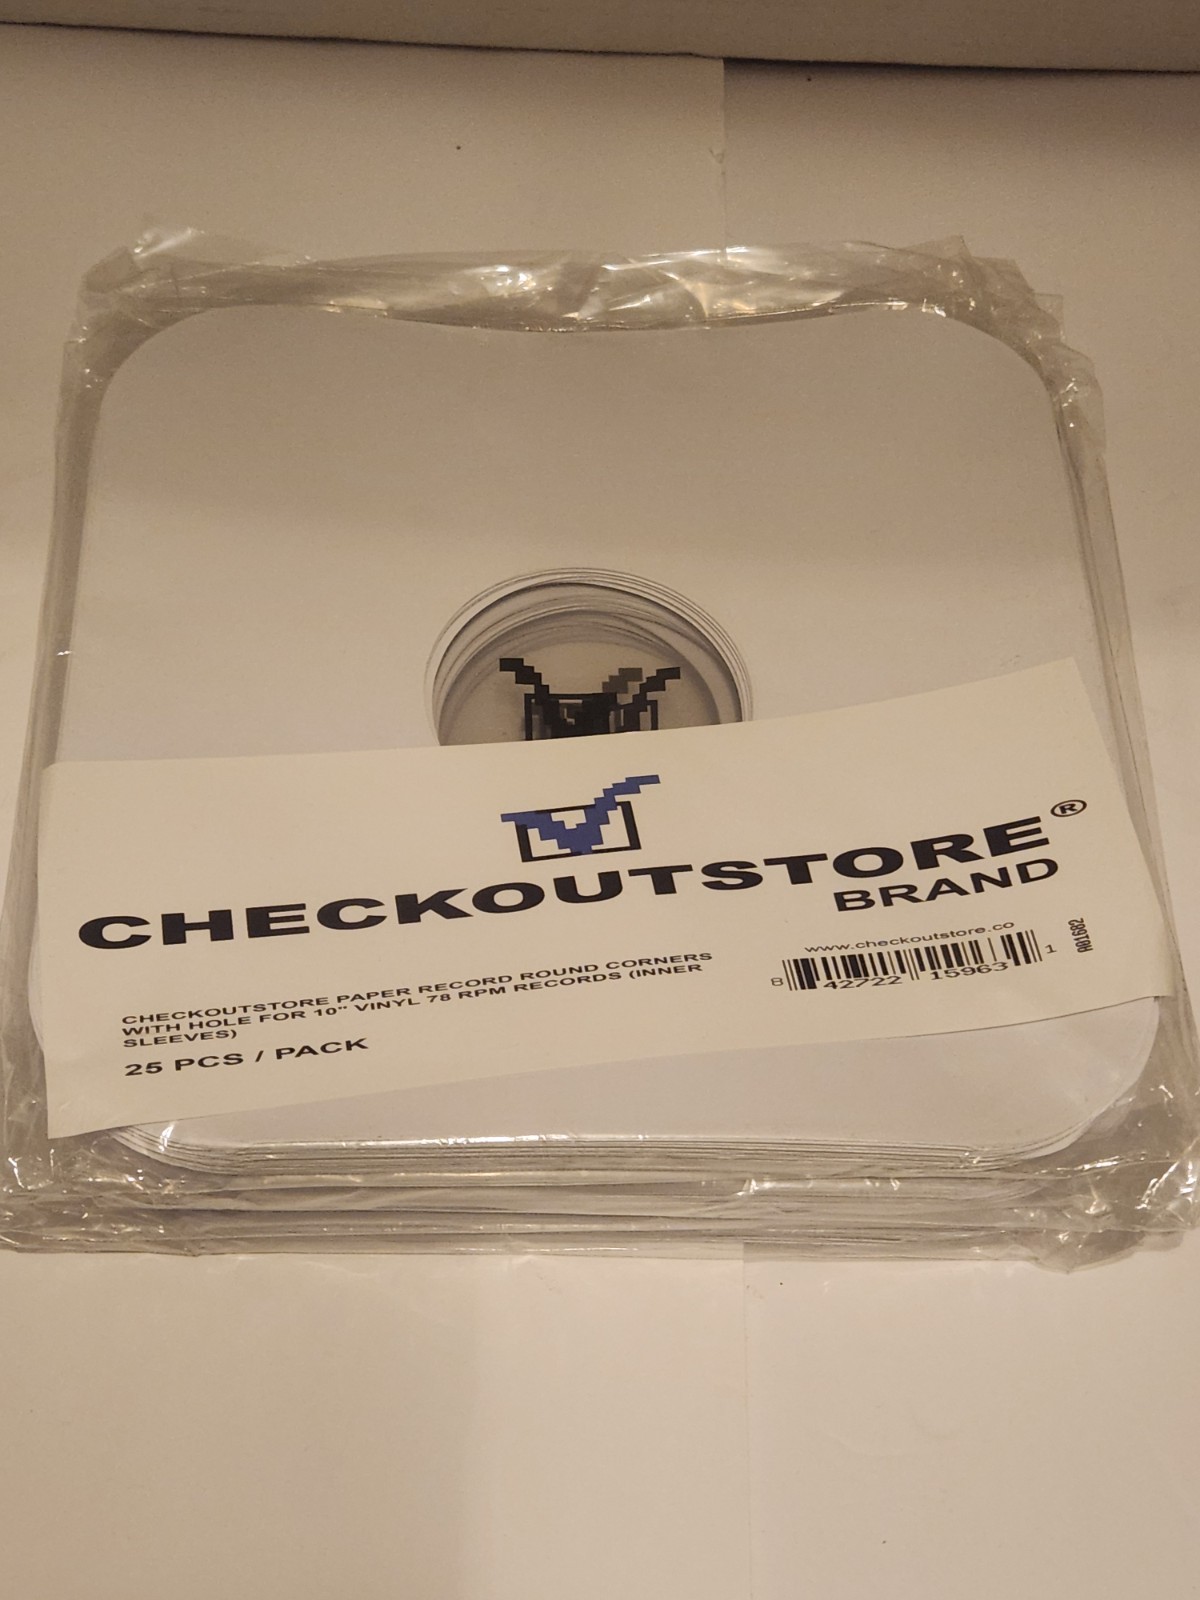 CHECKOUTSTORE®
BRAND
www.checkoutstore.co
8 42722 15963 1
A01682
CHECKOUTSTORE PAPER RECORD ROUND CORNERS
WITH HOLE FOR 10" VINYL 78 RPM RECORDS (INNER
SLEEVES)
25 PCS / PACK